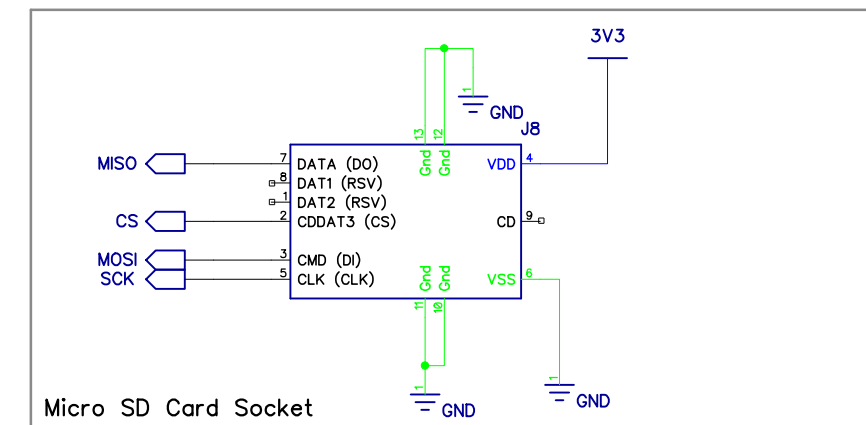 3V3
1
GND
J8
13
12
MISO
7
DATA (DO)
Gnd
Gnd
VDD
4
8
DAT1 (RSV)
1
DAT2 (RSV)
CS
2
CDDAT3 (CS)
CD
9
MOSI
3
CMD (DI)
SCK
5
CLK (CLK)
Gnd
Gnd
VSS
6
11
10
1
GND
1
GND
Micro SD Card Socket